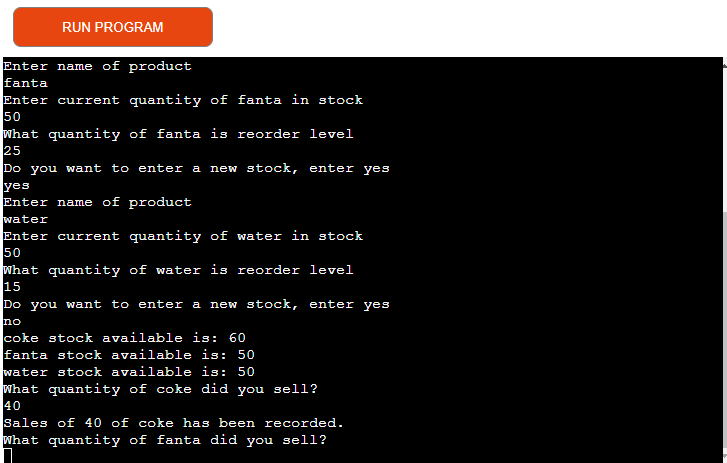 RUN PROGRAM
Enter name of product
fanta
Enter current quantity of fanta in stock
50
What quantity of fanta is reorder level
25
Do you want to enter a new stock, enter yes
yes
Enter name of product
water
Enter current quantity of water in stock
50
What quantity of water is reorder level
15
Do you want to enter a new stock, enter yes
no
coke stock available is: 60
fanta stock available is: 50
water stock available is: 50
What quantity of coke did you sell?
40
Sales of 40 of coke has been recorded.
What quantity of fanta did you sell?